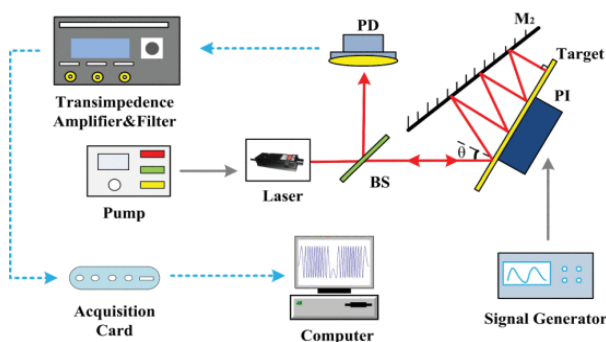 PD
M₂
Target
PI
Transimpedence
Amplifier&Filter
θ
BS
Laser
Pump
Acquisition
Card
Computer
Signal Generator